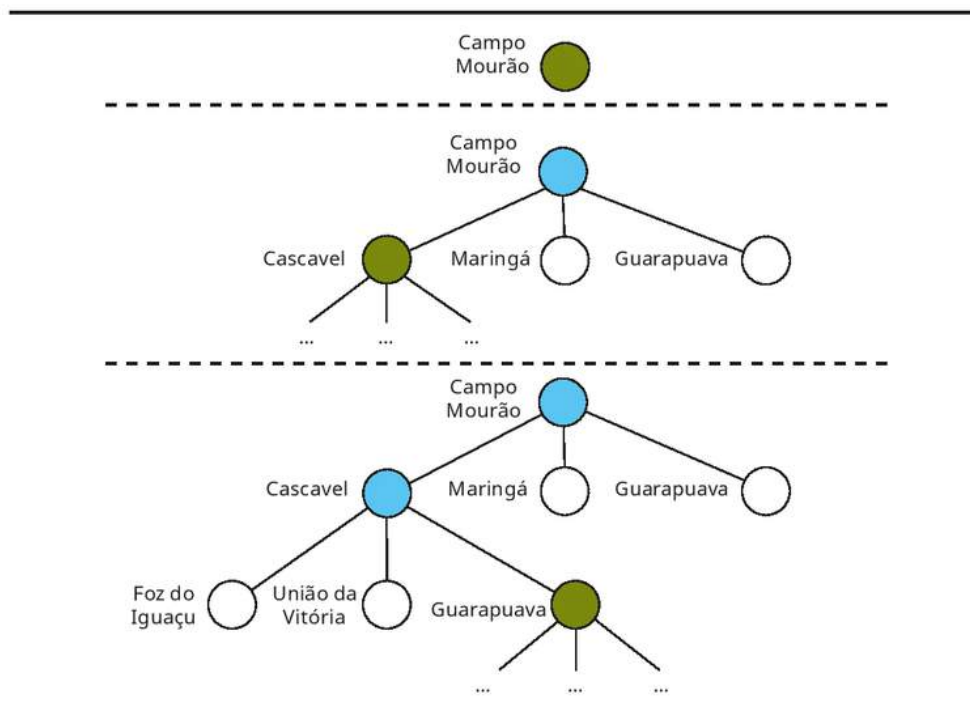 Campo
Mourão
Campo
Mourão
Cascavel
Maringá
Guarapuava
...
...
...
Campo
Mourão
Cascavel
Maringá
Guarapuava
Foz do
Iguaçu
União da
Vitória
Guarapuava
...
...
...